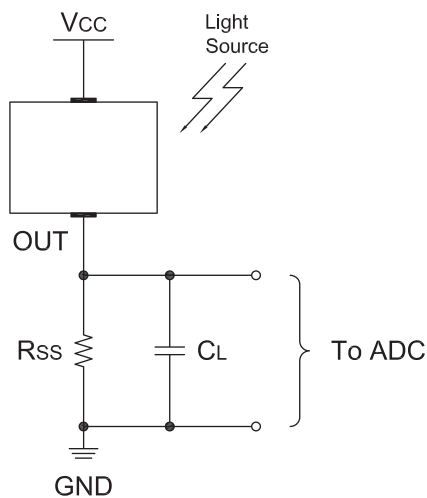 Vcc
Light
Source
OUT
Rss
CL
To ADC
GND